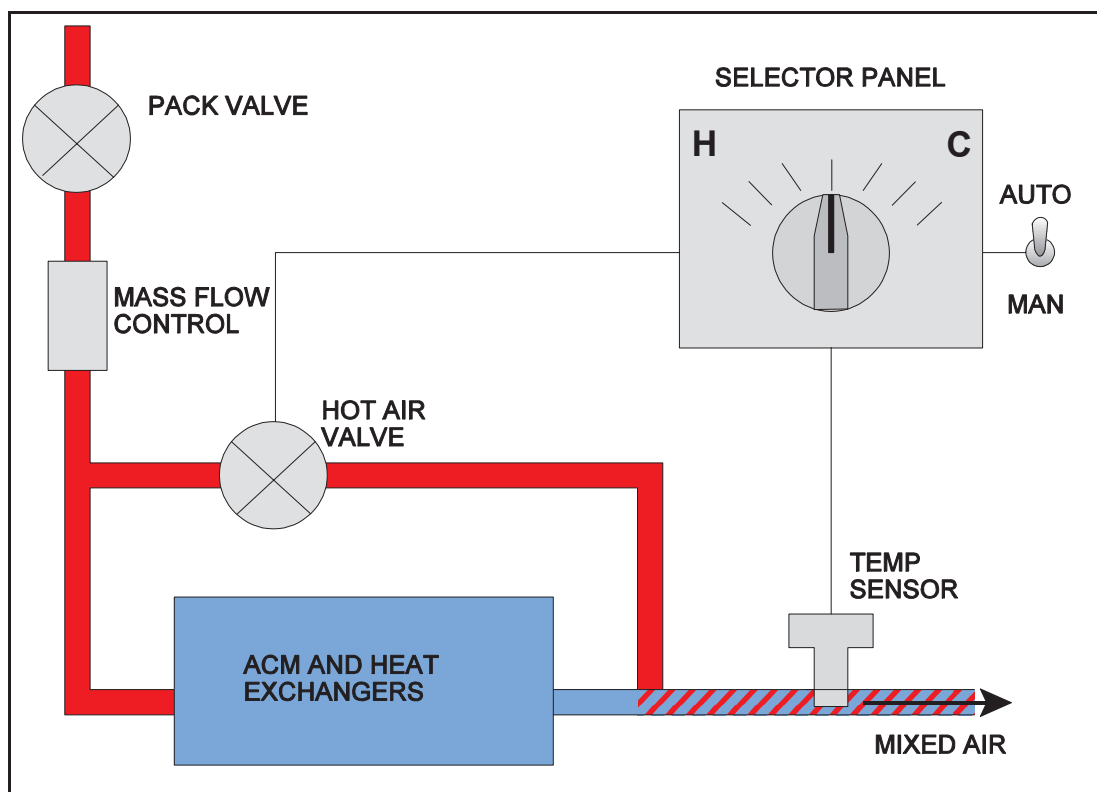 SELECTOR PANEL
PACK VALVE
H
C
AUTO
MAN
MASS FLOW
CONTROL
HOT AIR
VALVE
TEMP
SENSOR
ACM AND HEAT
EXCHANGERS
MIXED AIR